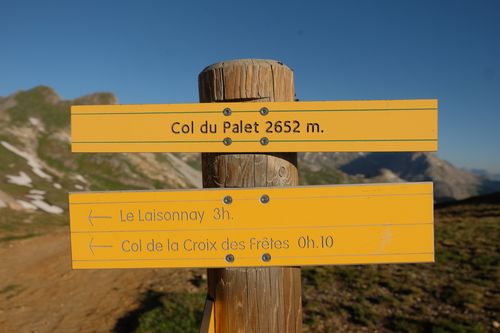 Col du Palet 2652 m.
← Le Laisonnay 3h.
← Col de la Croix des Frêtes 0h.10